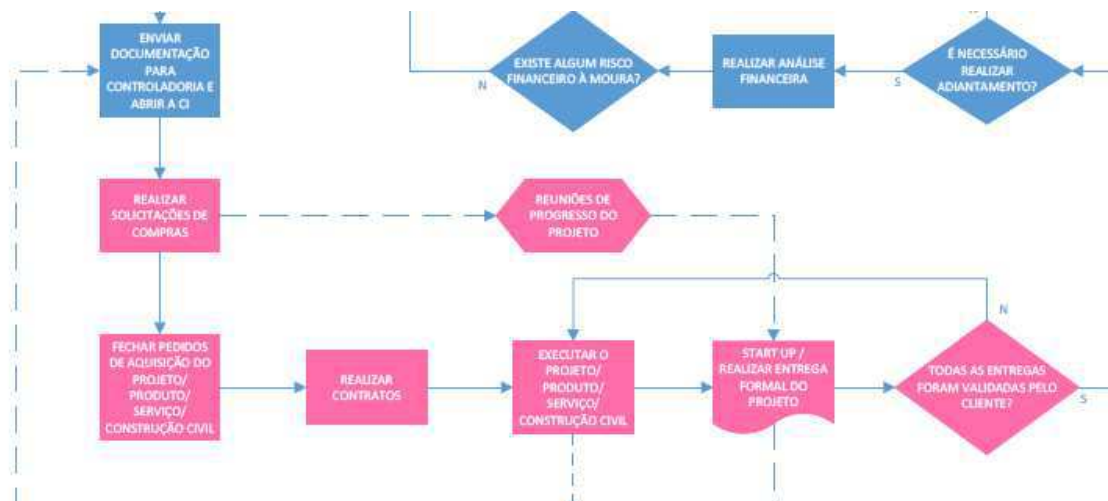 ENVIAR
DOCUMENTAÇÃO
PARA
CONTROLADORIA E
ABRIR A CI
EXISTE ALGUM RISCO
FINANCEIRO À MOURA?
N
REALIZAR ANÁLISE
FINANCEIRA
S
É NECESSÁRIO
REALIZAR
ADIANTAMENTO?
REALIZAR
SOLICITAÇÕES DE
COMPRAS
REUNIÕES DE
PROGRESSO DO
PROJETO
FECHAR PEDIDOS
DE AQUISIÇÃO DO
PROJETO/
PRODUTO/
SERVIÇO/
CONSTRUÇÃO CIVIL
REALIZAR
CONTRATOS
EXECUTAR O
PROJETO/
PRODUTO/
SERVIÇO/
CONSTRUÇÃO CIVIL
START UP /
REALIZAR ENTREGA
FORMAL DO
PROJETO
N
TODAS AS ENTREGAS
FORAM VALIDADAS PELO
CLIENTE?
S